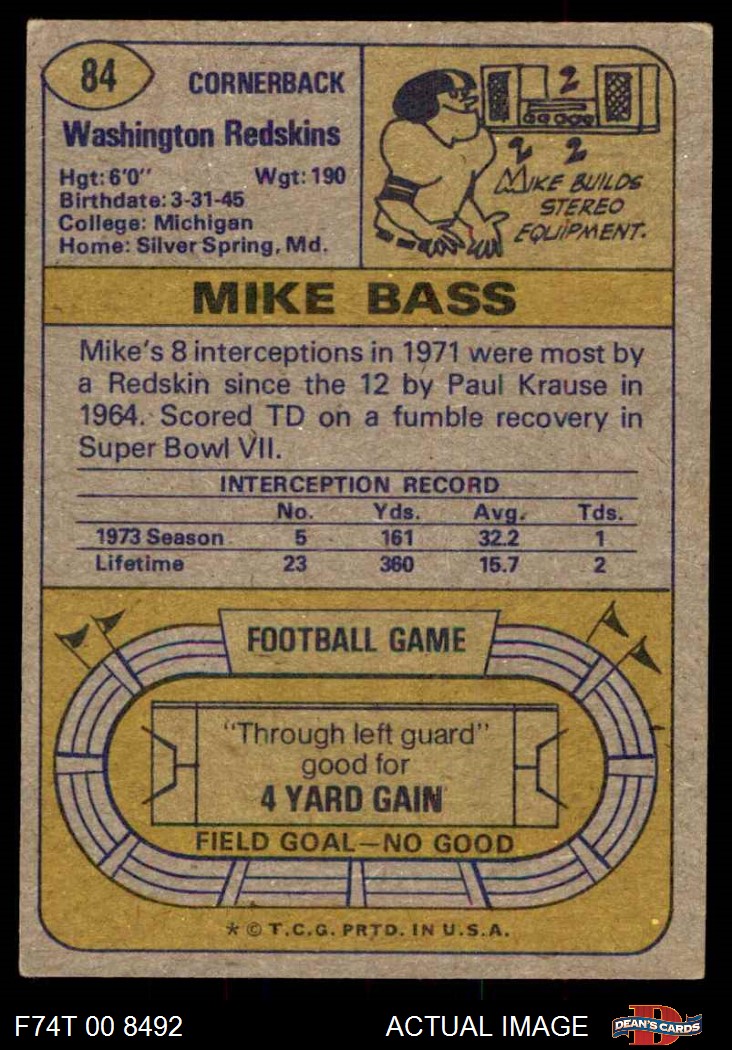 84
CORNERBACK
Washington Redskins
Hgt: 6'0" Wgt: 190
Birthdate: 3-31-45
College: Michigan
Home: Silver Spring, Md.
2
2 2
MIKE BUILDS
STEREO
EQUIPMENT.
MIKE BASS
Mike's 8 interceptions in 1971 were most by
a Redskin since the 12 by Paul Krause in
1964. Scored TD on a fumble recovery in
Super Bowl VII.
INTERCEPTION RECORD
No. Yds. Avg. Tds.
1973 Season 5 161 32.2 1
Lifetime 23 360 15.7 2
FOOTBALL GAME
"Through left guard"
good for
4 YARD GAIN
FIELD GOAL—NO GOOD
* © T.C.G. PRTD. IN U.S.A.
F74T 00 8492 ACTUAL IMAGE
D
DEAN'S CARDS